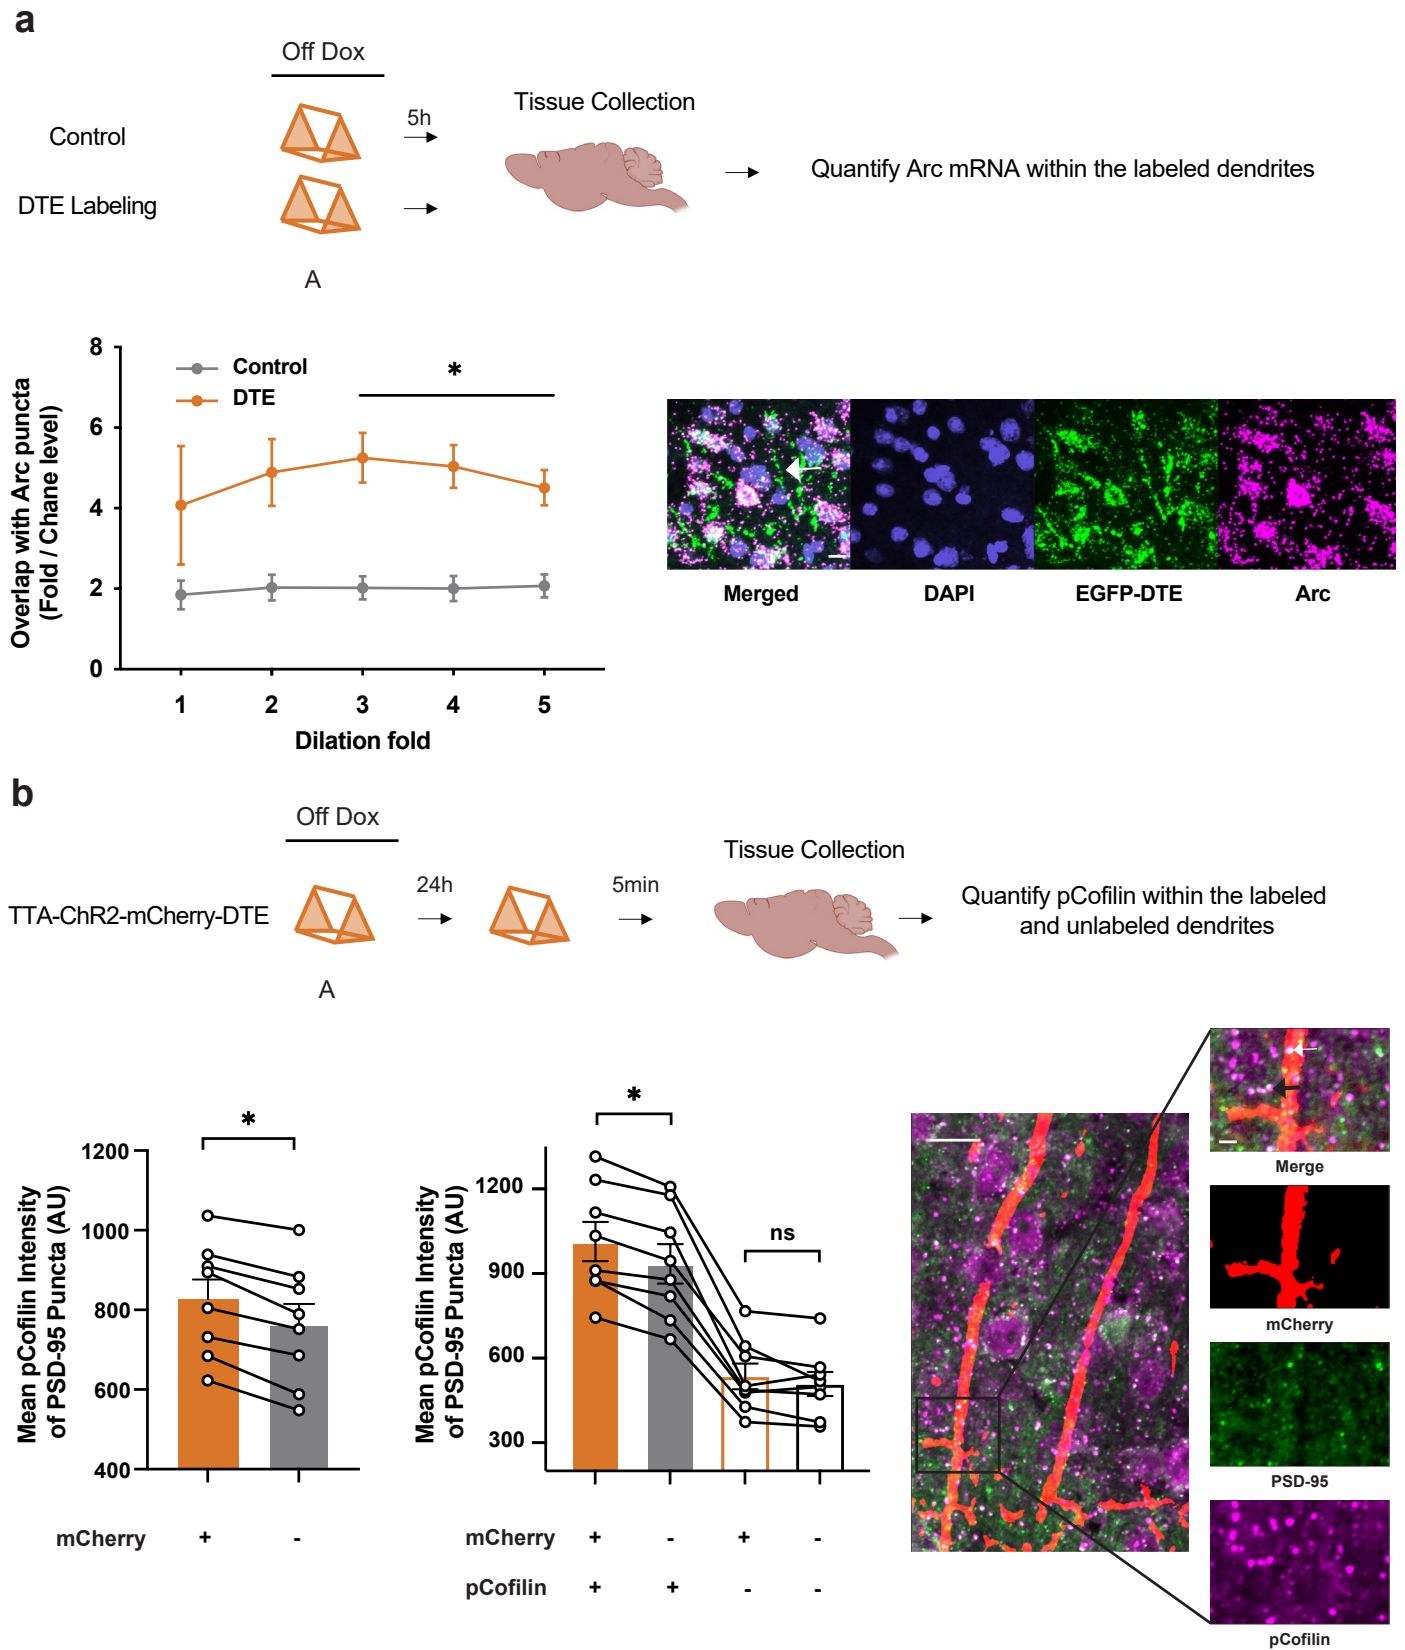 a
Off Dox
Control
5h
Tissue Collection
Quantify Arc mRNA within the labeled dendrites
DTE Labeling
A
Overlap with Arc puncta
(Fold / Chane level)
8
6
4
2
0
Control
DTE
*
1 2 3 4 5
Dilation fold
Merged DAPI EGFP-DTE Arc
b
Off Dox
TTA-ChR2-mCherry-DTE
24h
5min
Tissue Collection
Quantify pCofilin within the labeled
and unlabeled dendrites
A
Mean pCofilin Intensity
of PSD-95 Puncta (AU)
1200
1000
800
600
400
*
mCherry + -
Mean pCofilin Intensity
of PSD-95 Puncta (AU)
1200
900
600
300
*
ns
mCherry + - + -
pCofilin + + - -
Merge
mCherry
PSD-95
pCofilin